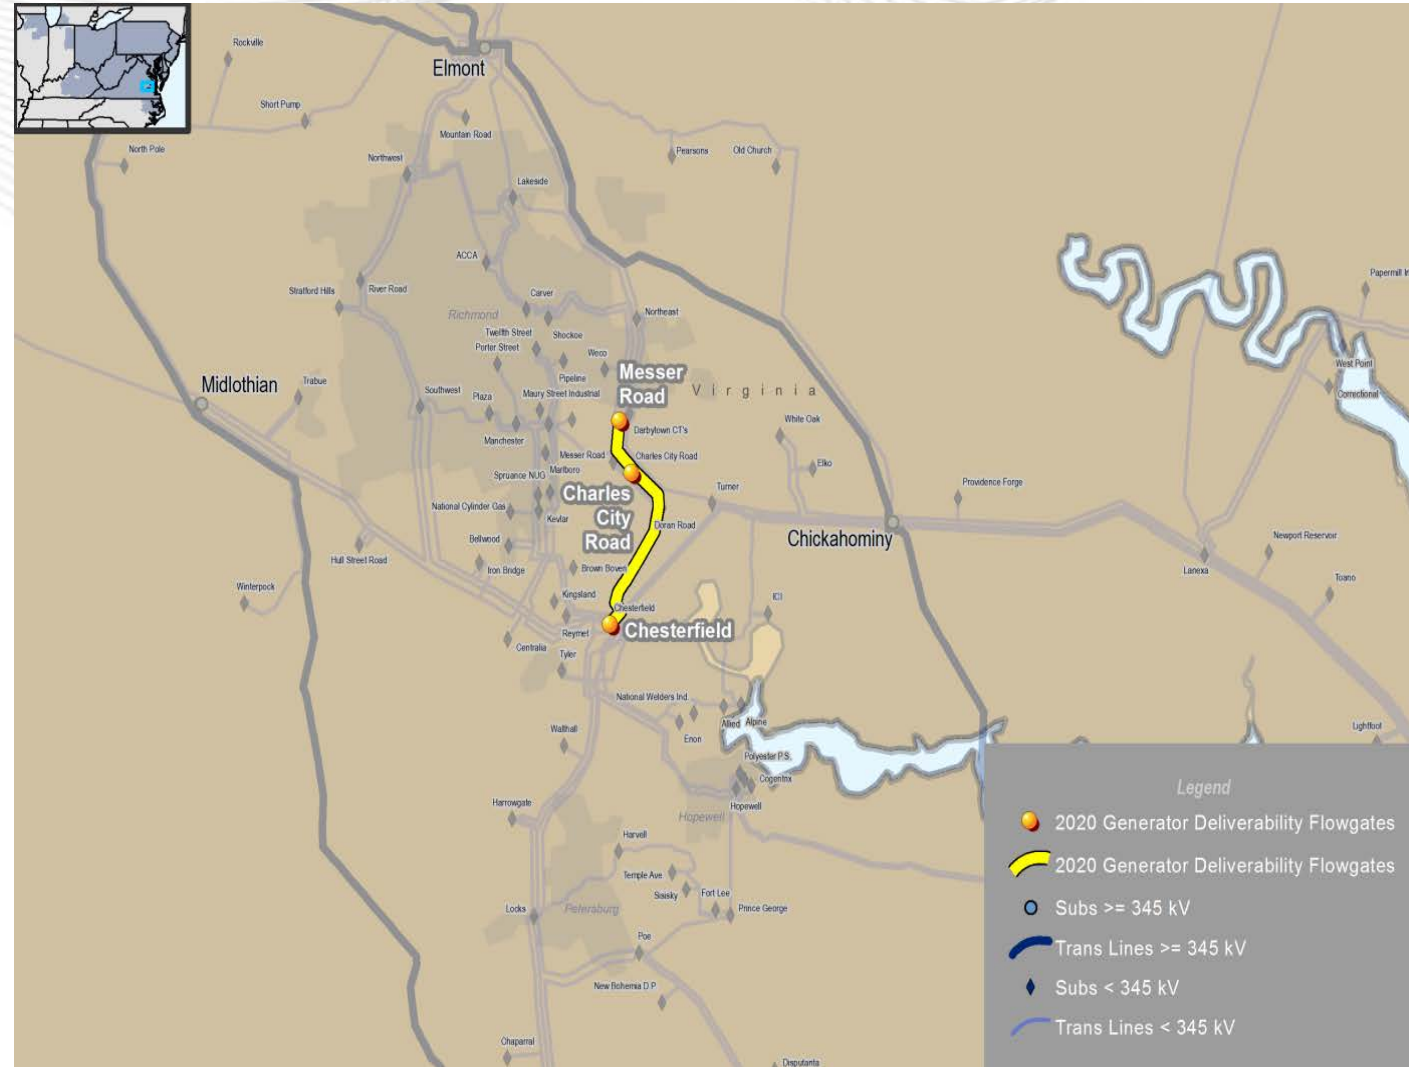 Rockville
Elmont
Short Pump
Mountain Road
North Pole
Northwest
Pearsons
Old Church
Lakeside
ACCA
Papermill
Stratford Hills
River Road
Carver
Richmond
Northeast
Twelfth Street
Shockoe
Porter Street
Weco
West Point
Midlothian
Trabue
Pipeline
Messer
Road
Virginia
Southwest
Plaza
Maury Street Industrial
Correctional
White Oak
Darbytown CT's
Manchester
Messer Road
Charles City Road
Elko
Spruance NUG
Marlboro
Turner
Providence Forge
Charles
City
Road
National Cylinder Gas
Kevlar
Doran Road
Chickahominy
Newport Reservoir
Bellwood
Hull Street Road
Iron Bridge
Brown Boveri
Lanexa
Toano
Winterpock
Kingsland
Chesterfield
ICI
Reymet
Chesterfield
Centralia
Tyler
National Welders Ind.
Allied
Alpine
Walthall
Enon
Lightfoot
Polyester P.S.
Cogentrix
Hopewell
Harrowgate
Hopewell
Harvell
Temple Ave
Sisisky
Fort Lee
Locks
Petersburg
Prince George
Poe
New Bohemia D.P
Chaparral
Disputanta
Legend
2020 Generator Deliverability Flowgates
2020 Generator Deliverability Flowgates
Subs >= 345 kV
Trans Lines >= 345 kV
Subs < 345 kV
Trans Lines < 345 kV